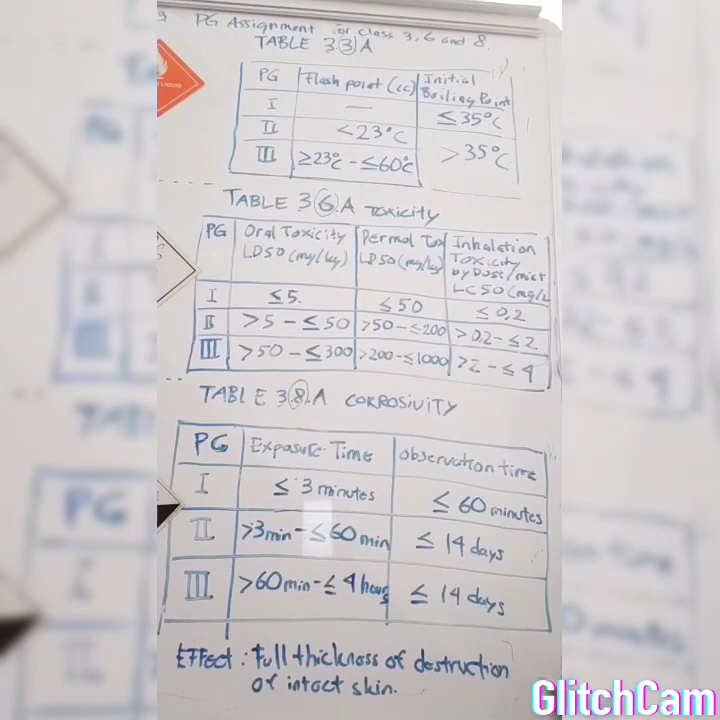 PG Assignment for Class 3, 6 and 8.
TABLE 3.3.A
PG | Flash point (cc) | Initial Boiling Point
I | — | ≤35°C
II | <23°C | >35°C
III | ≥23°C - ≤60°C
TABLE 3.6.A TOXICITY
PG | Oral Toxicity LD50 (mg/kg) | Permal Tox LD50 (mg/kg) | Inhalation Toxicity by Dust/mist LC50 (mg/L
I | ≤5. | ≤50 | ≤0.2
II | >5 - ≤50 | >50 - ≤200 | >0.2 - ≤2
III | >50 - ≤300 | >200 - ≤1000 | >2 - ≤4
TABLE 3.8.A CORROSIVITY
PG | Exposure Time | Observation time
I | ≤ 3 minutes | ≤ 60 minutes
II | >3min - ≤60 min | ≤ 14 days
III | >60min - ≤ 4 hours | ≤ 14 days
Effect : Full thickness of destruction
of intact skin.
LIQUID
GlitchCam